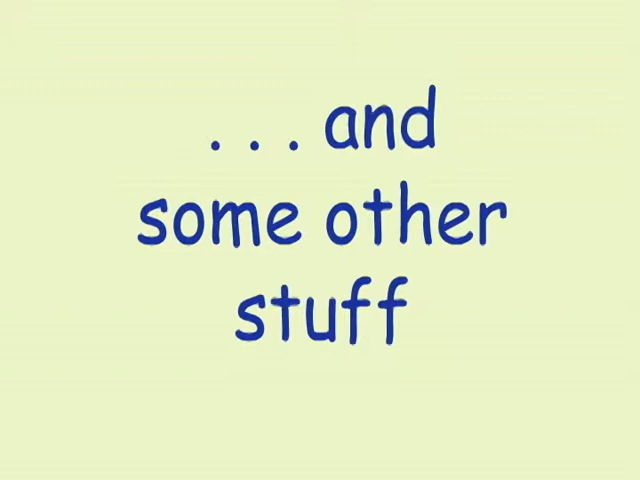 . . . and
some other
stuff